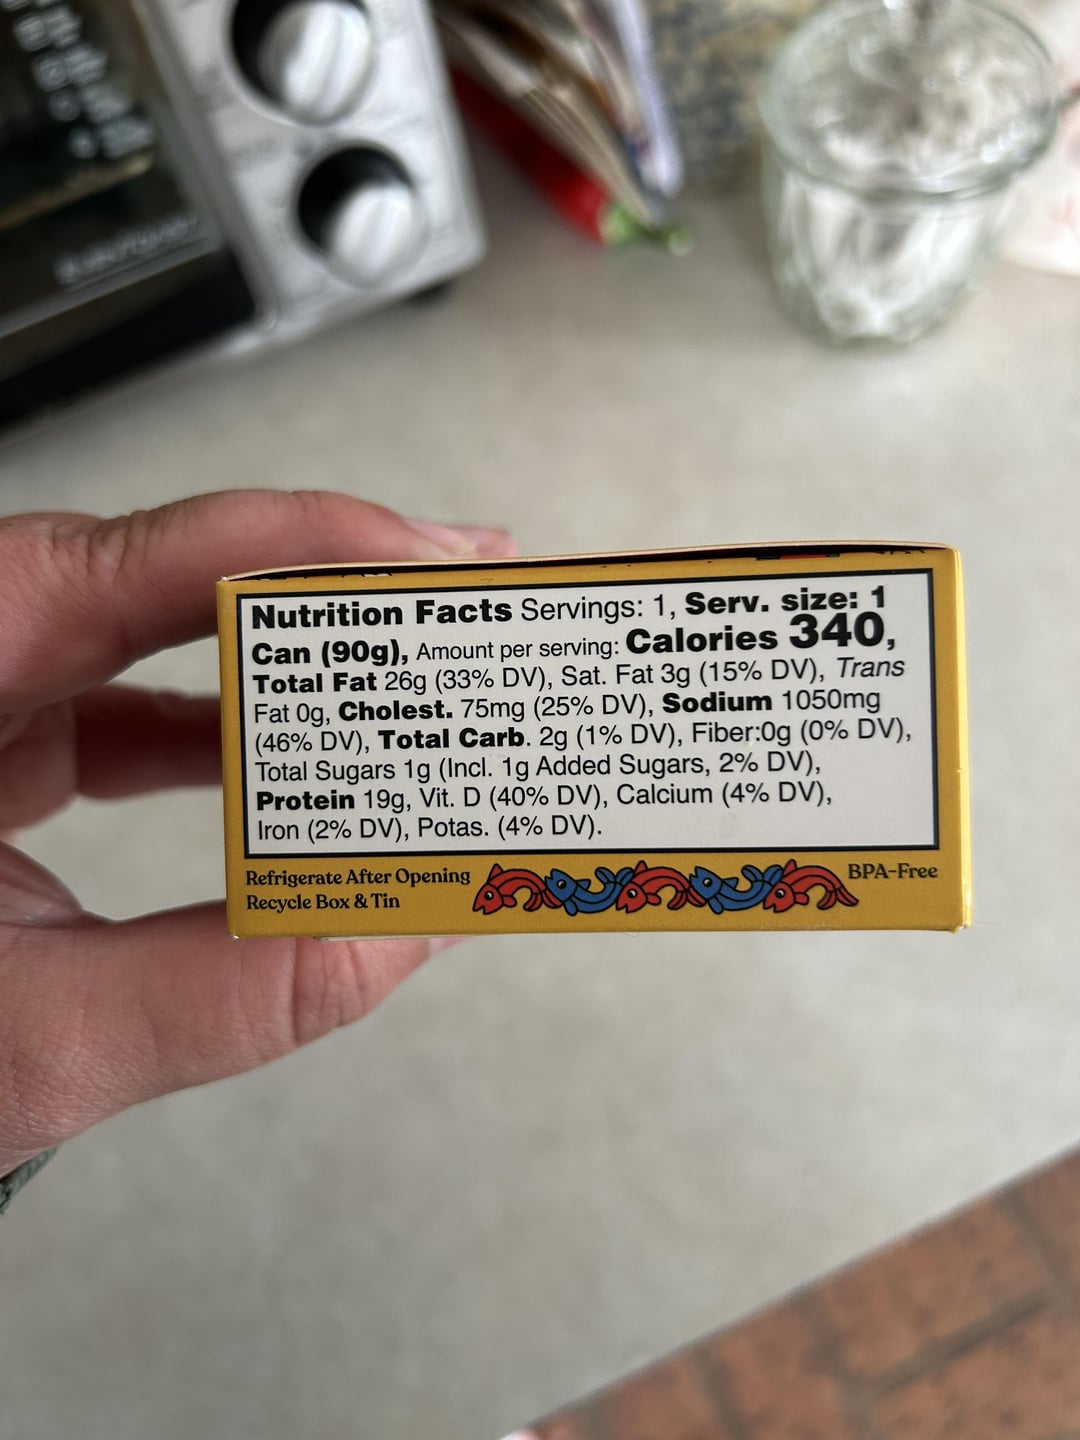 Nutrition Facts Servings: 1, Serv. size: 1
Can (90g), Amount per serving: Calories 340,
Total Fat 26g (33% DV), Sat. Fat 3g (15% DV), Trans
Fat 0g, Cholest. 75mg (25% DV), Sodium 1050mg
(46% DV), Total Carb. 2g (1% DV), Fiber:0g (0% DV),
Total Sugars 1g (Incl. 1g Added Sugars, 2% DV),
Protein 19g, Vit. D (40% DV), Calcium (4% DV),
Iron (2% DV), Potas. (4% DV).
Refrigerate After Opening
Recycle Box & Tin
BPA-Free